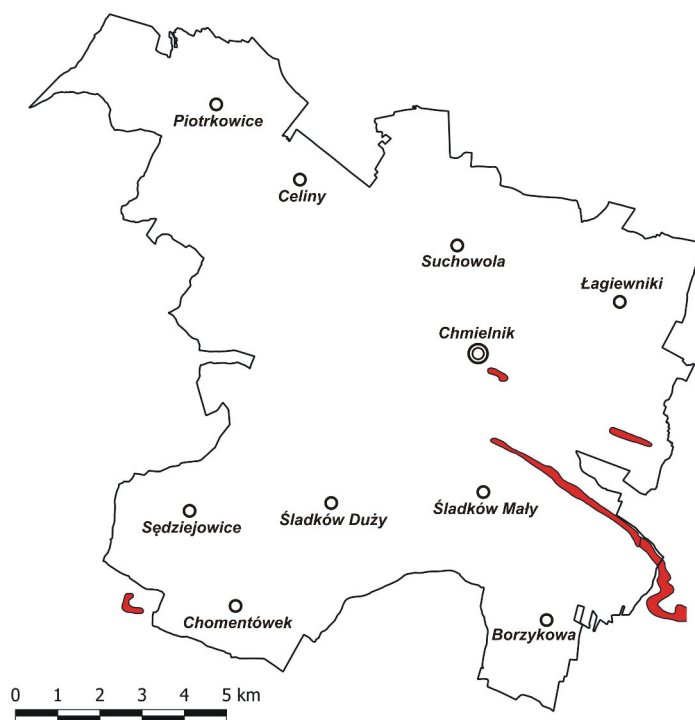 Piotrkowice
Celiny
Suchowola
Łagiewniki
Chmielnik
Śladków Mały
Śladków Duży
Sędziejowice
Chomentówek
Borzykowa
0 1 2 3 4 5 km